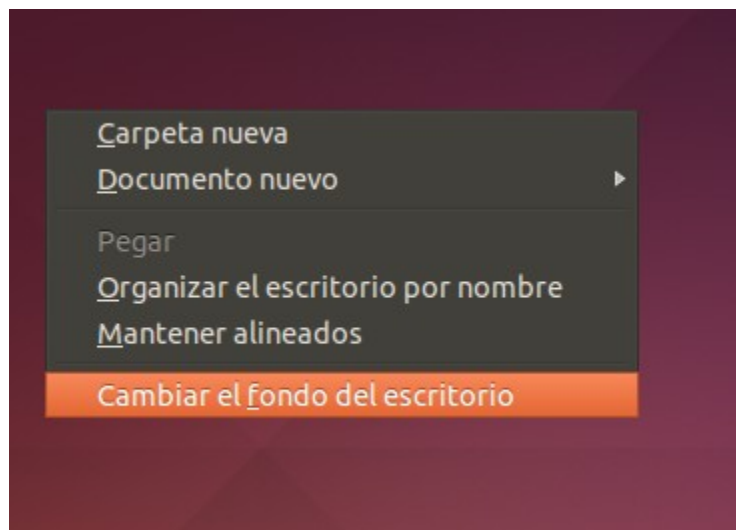 Carpeta nueva
Documento nuevo
Pegar
Organizar el escritorio por nombre
Mantener alineados
Cambiar el fondo del escritorio